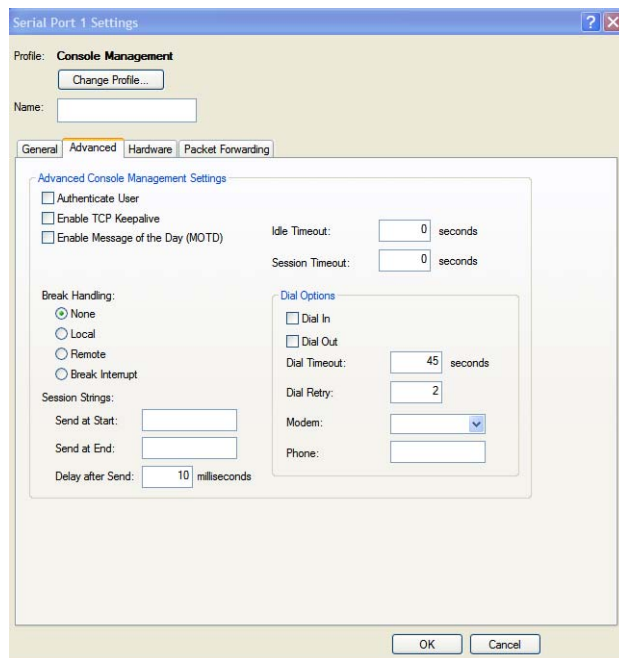 Serial Port 1 Settings
Profile: Console Management
Change Profile...
Name:
General Advanced Hardware Packet Forwarding
Advanced Console Management Settings
Authenticate User
Enable TCP Keepalive
Enable Message of the Day (MOTD)
Idle Timeout: 0 seconds
Session Timeout: 0 seconds
Break Handling:
None
Local
Remote
Break Interrupt
Session Strings:
Send at Start:
Send at End:
Delay after Send: 10 milliseconds
Dial Options
Dial In
Dial Out
Dial Timeout: 45 seconds
Dial Retry: 2
Modem:
Phone:
OK Cancel